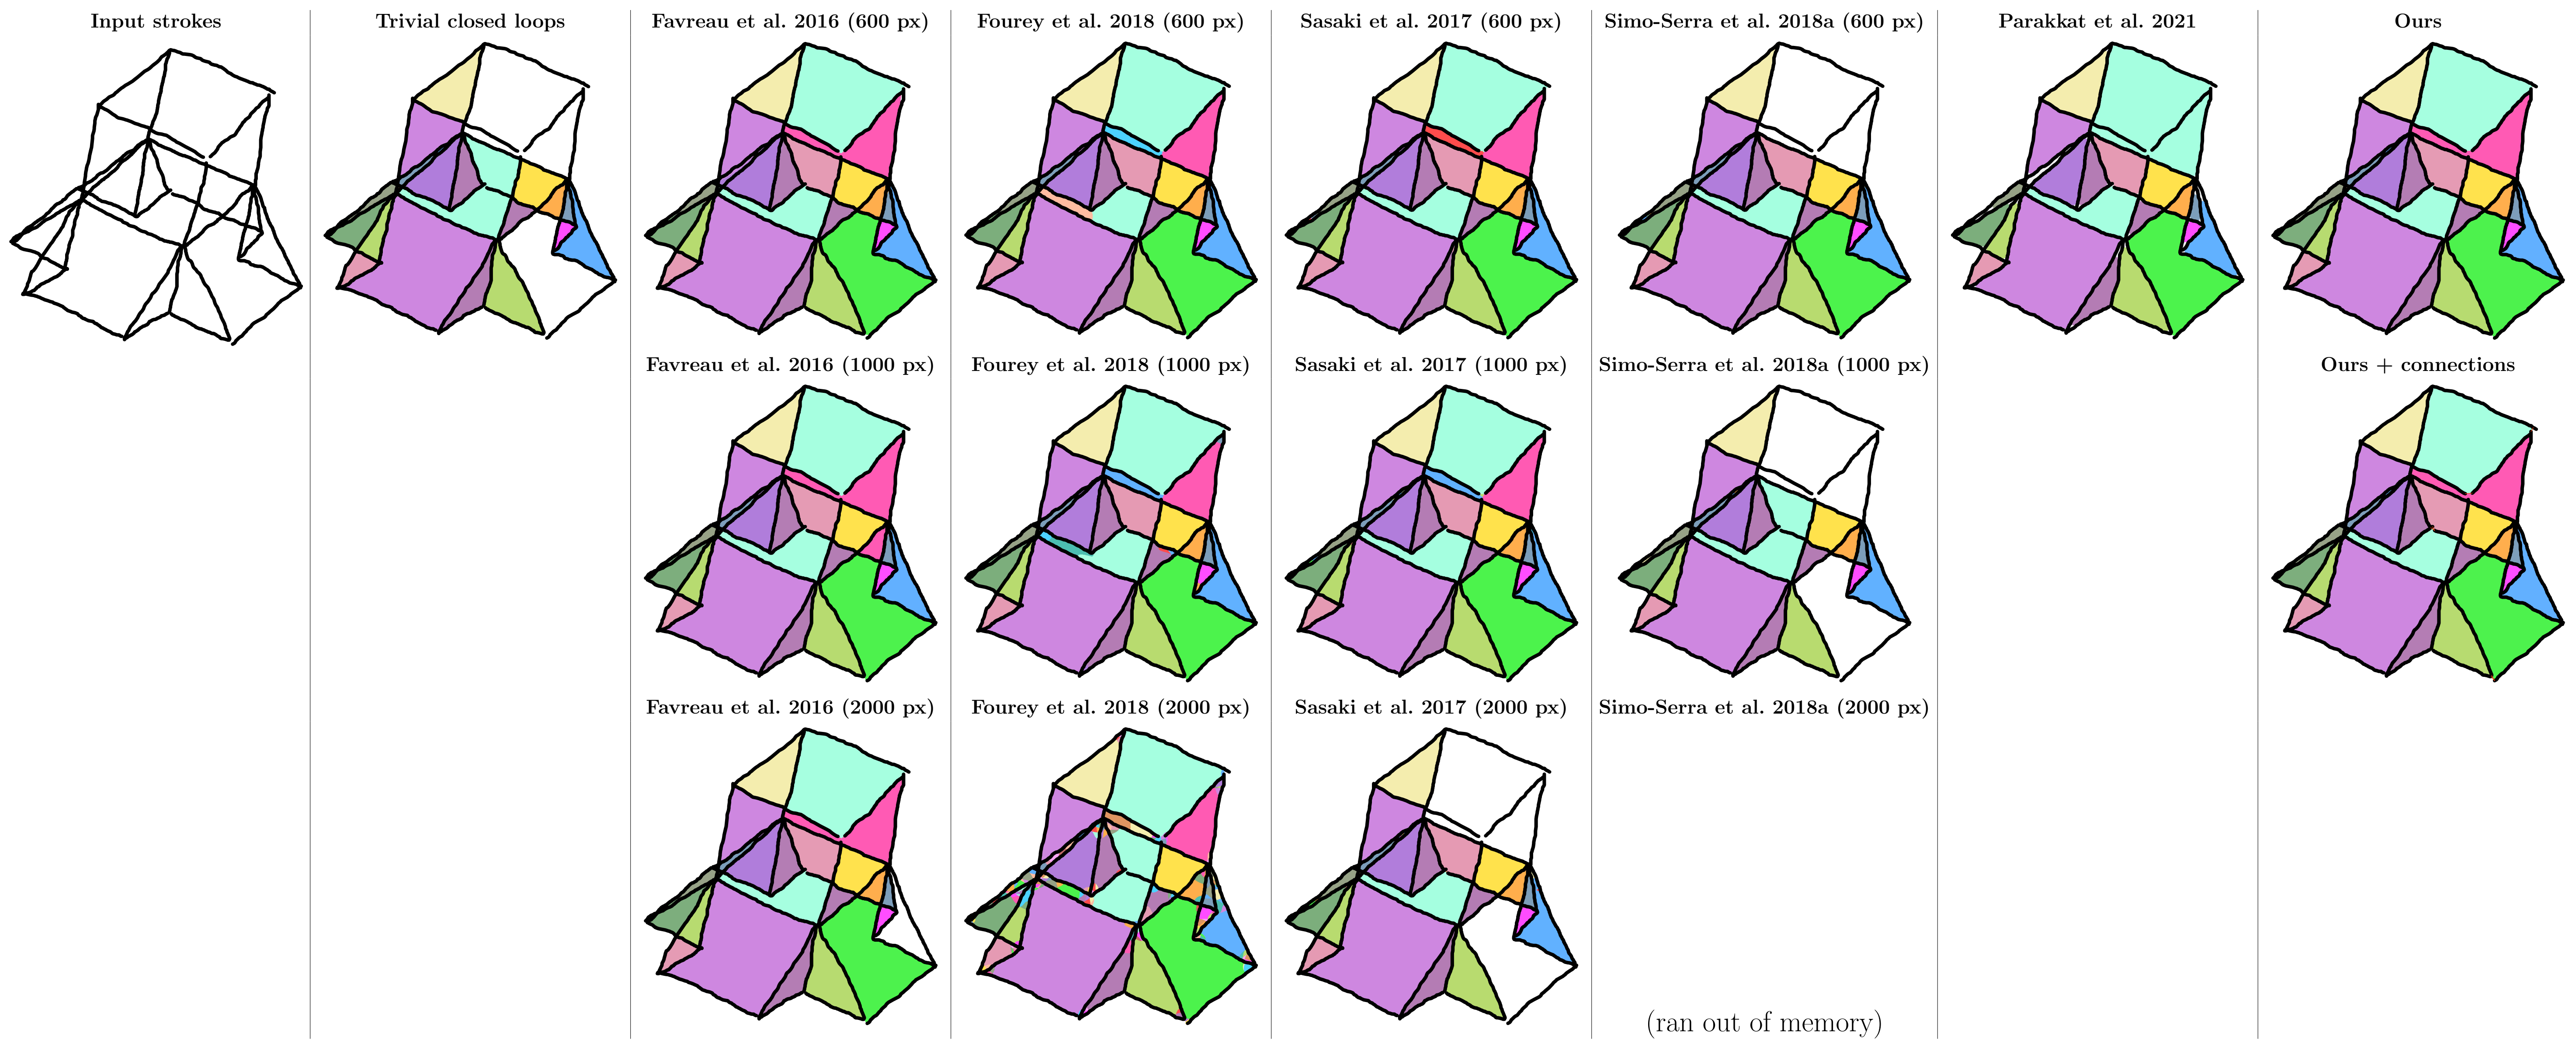 Input strokes
Trivial closed loops
Favreau et al. 2016 (600 px)
Fourey et al. 2018 (600 px)
Sasaki et al. 2017 (600 px)
Simo-Serra et al. 2018a (600 px)
Parakkat et al. 2021
Ours
Favreau et al. 2016 (1000 px)
Fourey et al. 2018 (1000 px)
Sasaki et al. 2017 (1000 px)
Simo-Serra et al. 2018a (1000 px)
Ours + connections
Favreau et al. 2016 (2000 px)
Fourey et al. 2018 (2000 px)
Sasaki et al. 2017 (2000 px)
Simo-Serra et al. 2018a (2000 px)
(ran out of memory)